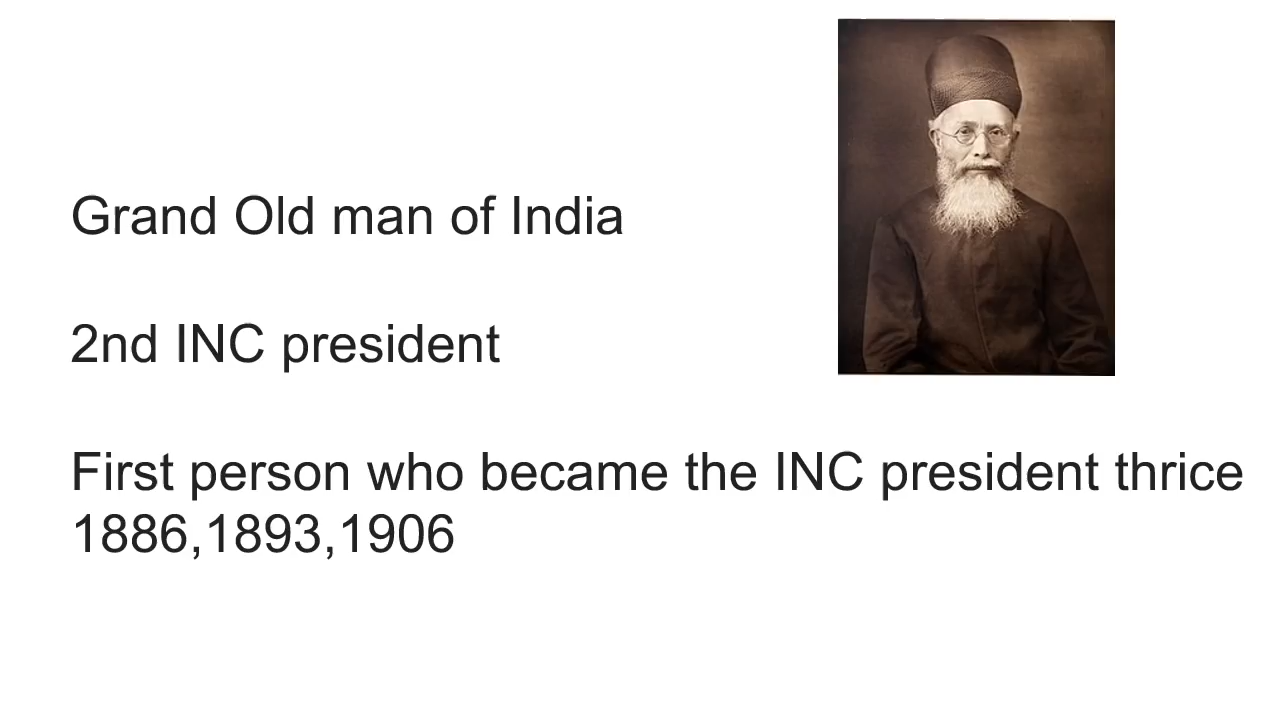 Grand Old man of India
2nd INC president
First person who became the INC president thrice
1886,1893,1906